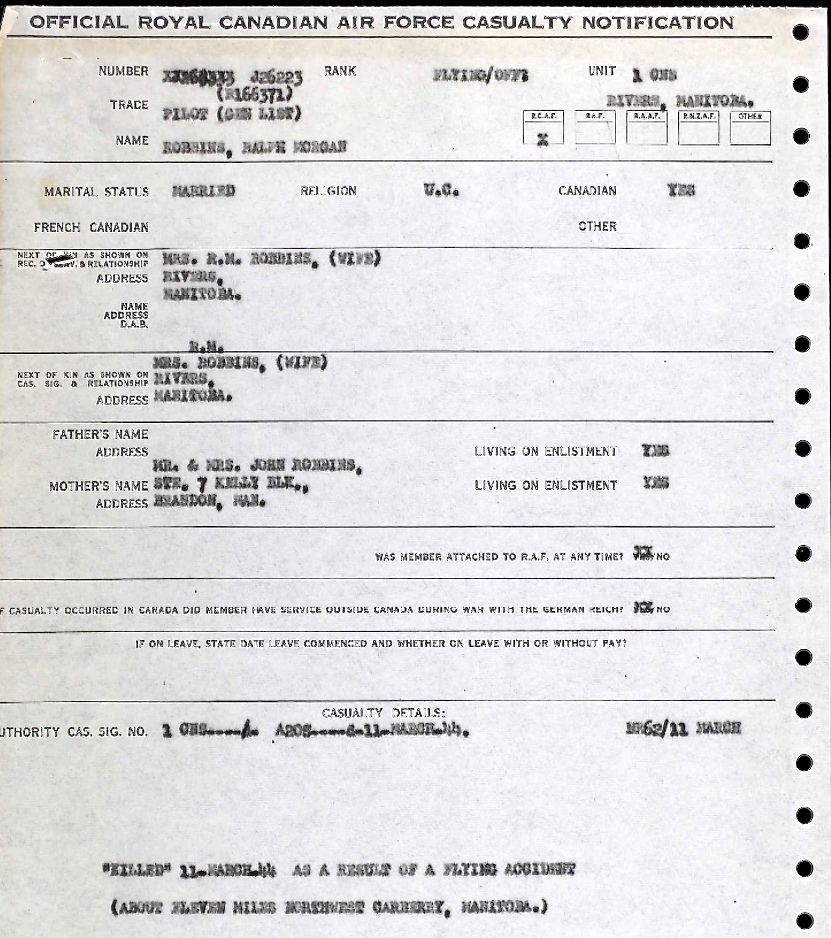 OFFICIAL ROYAL CANADIAN AIR FORCE CASUALTY NOTIFICATION
NUMBER J26223 RANK FLYING/OFFR UNIT 1 CNS
(R166371) RIVERS, MANITOBA.
TRADE PILOT (GEN LIST)
R.C.A.F. R.A.F. R.A.A.F. R.N.Z.A.F. OTHER
X
NAME ROBBINS, RALPH MORGAN
MARITAL STATUS MARRIED RELIGION U.C. CANADIAN YES
FRENCH CANADIAN OTHER
NEXT OF KIN AS SHOWN ON MRS. R.M. ROBBINS, (WIFE)
REC. & RELATIONSHIP
ADDRESS RIVERS,
MANITOBA.
NAME
ADDRESS
D.A.B.
R.M.
MRS. ROBBINS, (WIFE)
NEXT OF KIN AS SHOWN ON RIVERS,
CAS. SIG. & RELATIONSHIP
ADDRESS MANITOBA.
FATHER'S NAME
ADDRESS LIVING ON ENLISTMENT YES
MR. & MRS. JOHN ROBBINS,
MOTHER'S NAME STE. 7 KELLY BLK., LIVING ON ENLISTMENT YES
ADDRESS BRANDON, MAN.
WAS MEMBER ATTACHED TO R.A.F. AT ANY TIME? NO
F CASUALTY OCCURRED IN CANADA DID MEMBER HAVE SERVICE OUTSIDE CANADA DURING WAR WITH THE GERMAN REICH? NO
IF ON LEAVE, STATE DATE LEAVE COMMENCED AND WHETHER ON LEAVE WITH OR WITHOUT PAY?
CASUALTY DETAILS:
UTHORITY CAS. SIG. NO. 1 CNS----- A208-----d-11-MARCH-44. 62/11 MARCH
"KILLED" 11-MARCH-44 AS A RESULT OF A FLYING ACCIDENT
(ABOUT ELEVEN MILES NORTHWEST CARBERRY, MANITOBA.)